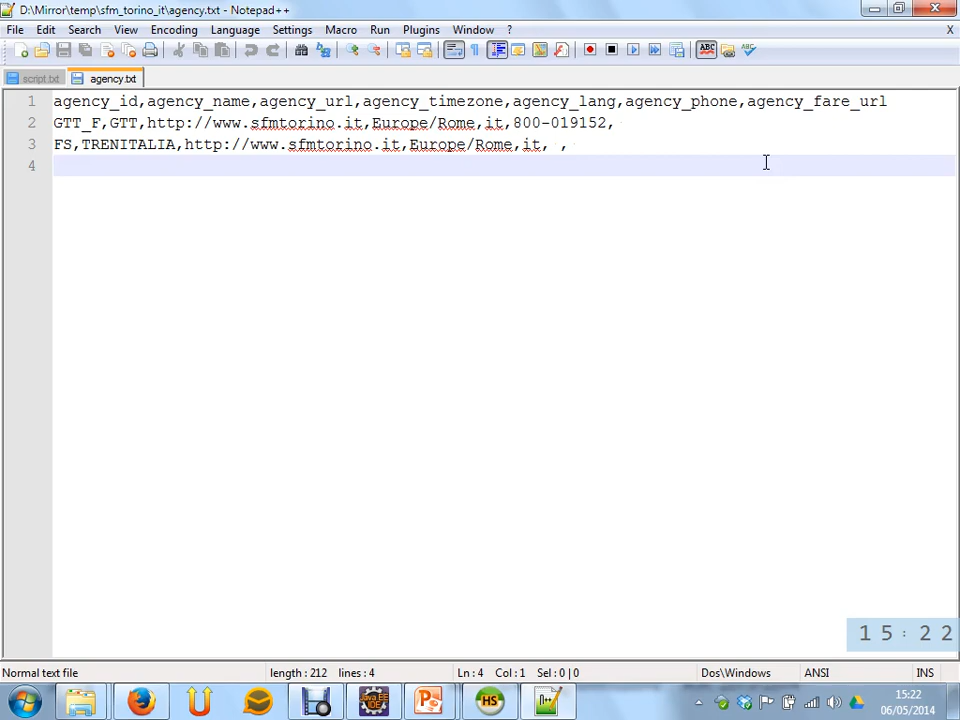 D:\Mirror\temp\sfm_torino_it\agency.txt - Notepad++
File Edit Search View Encoding Language Settings Macro Run Plugins Window ? X
script.txt agency.txt
1 agency_id,agency_name,agency_url,agency_timezone,agency_lang,agency_phone,agency_fare_url
2 GTT_F,GTT,http://www.sfmtorino.it,Europe/Rome,it,800-019152,
3 FS,TRENITALIA,http://www.sfmtorino.it,Europe/Rome,it, ,
4
15:22
Normal text file length : 212 lines : 4 Ln : 4 Col : 1 Sel : 0 | 0 Dos\Windows ANSI INS
15:22
06/05/2014